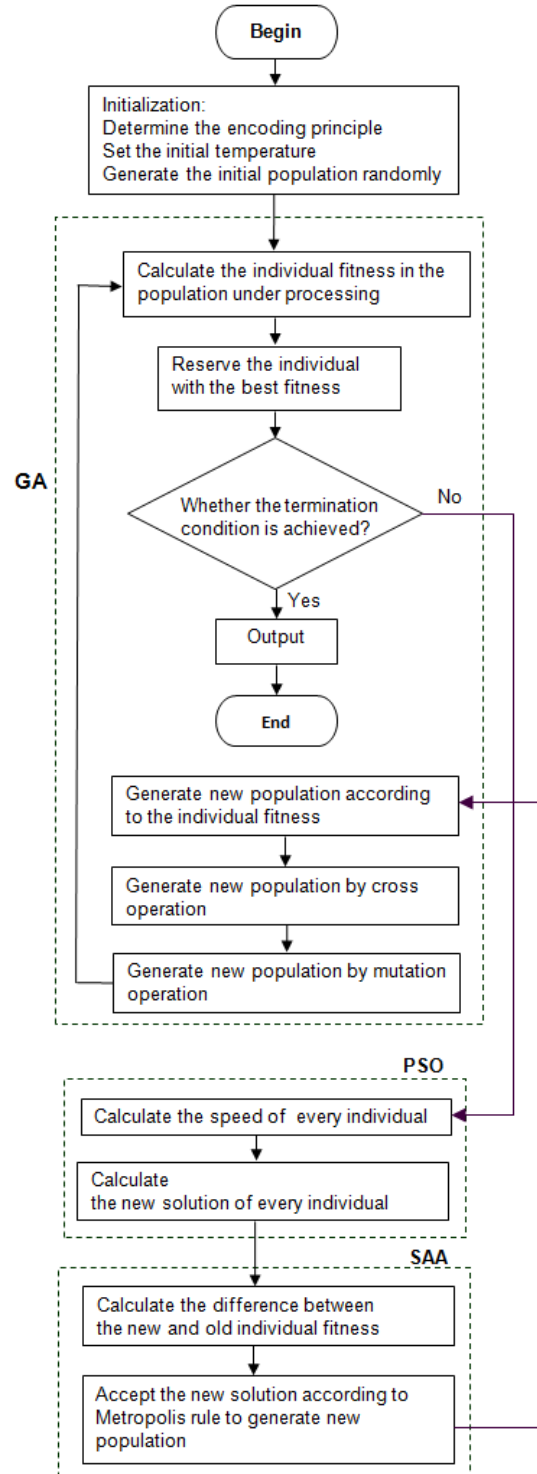 Begin
Initialization:
Determine the encoding principle
Set the initial temperature
Generate the initial population randomly
Calculate the individual fitness in the
population under processing
Reserve the individual
with the best fitness
GA
Whether the termination
condition is achieved?
No
Yes
Output
End
Generate new population according
to the individual fitness
Generate new population by cross
operation
Generate new population by mutation
operation
PSO
Calculate the speed of every individual
Calculate
the new solution of every individual
SAA
Calculate the difference between
the new and old individual fitness
Accept the new solution according to
Metropolis rule to generate new
population